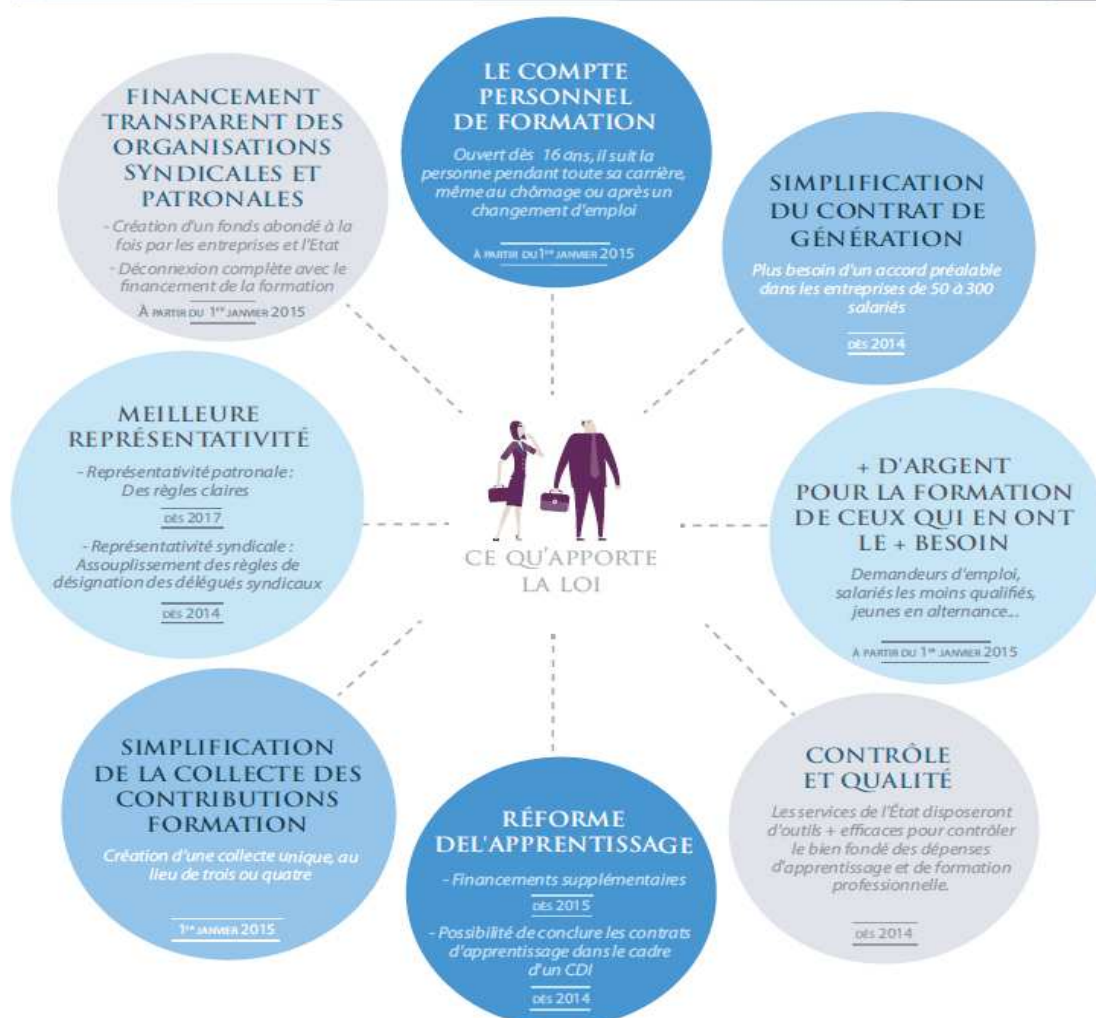 LE COMPTE
PERSONNEL
DE FORMATION
Ouvert dès 16 ans, il suit la
personne pendant toute sa carrière,
même au chômage ou après un
changement d'emploi
À PARTIR DU 1er JANVIER 2015
FINANCEMENT
TRANSPARENT DES
ORGANISATIONS
SYNDICALES ET
PATRONALES
- Création d'un fonds abondé à la
fois par les entreprises et l'Etat
- Déconnexion complète avec le
financement de la formation
À PARTIR DU 1er JANVIER 2015
SIMPLIFICATION
DU CONTRAT DE
GÉNÉRATION
Plus besoin d'un accord préalable
dans les entreprises de 50 à 300
salariés
DÈS 2014
MEILLEURE
REPRÉSENTATIVITÉ
- Représentativité patronale :
Des règles claires
DÈS 2017
- Représentativité syndicale :
Assouplissement des règles de
désignation des délégués syndicaux
DÈS 2014
CE QU'APPORTE
LA LOI
+ D'ARGENT
POUR LA FORMATION
DE CEUX QUI EN ONT
LE + BESOIN
Demandeurs d'emploi,
salariés les moins qualifiés,
jeunes en alternance...
À PARTIR DU 1er JANVIER 2015
SIMPLIFICATION
DE LA COLLECTE DES
CONTRIBUTIONS
FORMATION
Création d'une collecte unique, au
lieu de trois ou quatre
1er JANVIER 2015
RÉFORME
DEL'APPRENTISSAGE
- Financements supplémentaires
DÈS 2015
- Possibilité de conclure les contrats
d'apprentissage dans le cadre
d'un CDI
DÈS 2014
CONTRÔLE
ET QUALITÉ
Les services de l'État disposeront
d'outils + efficaces pour contrôler
le bien fondé des dépenses
d'apprentissage et de formation
professionnelle.
DÈS 2014